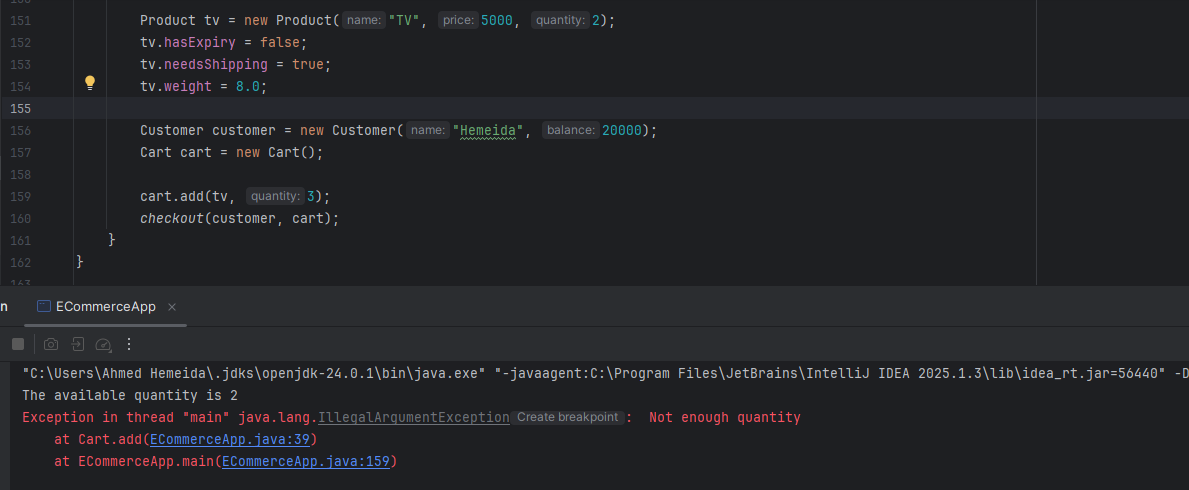 151 Product tv = new Product( name: "TV", price: 5000, quantity: 2);
152 tv.hasExpiry = false;
153 tv.needsShipping = true;
154 tv.weight = 8.0;
155
156 Customer customer = new Customer( name: "Hemeida", balance: 20000);
157 Cart cart = new Cart();
158
159 cart.add(tv, quantity: 3);
160 checkout(customer, cart);
161 }
162 }
n ECommerceApp ×
"C:\Users\Ahmed Hemeida\.jdks\openjdk-24.0.1\bin\java.exe" "-javaagent:C:\Program Files\JetBrains\IntelliJ IDEA 2025.1.3\lib\idea_rt.jar=56440" -D
The available quantity is 2
Exception in thread "main" java.lang.IllegalArgumentException Create breakpoint : Not enough quantity
at Cart.add(ECommerceApp.java:39)
at ECommerceApp.main(ECommerceApp.java:159)